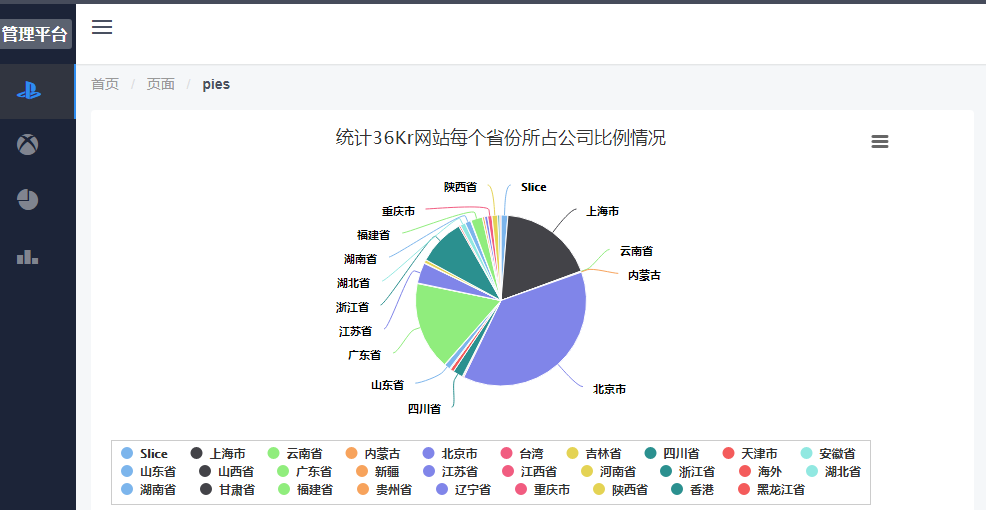 管理平台
首页 / 页面 / pies
统计36Kr网站每个省份所占公司比例情况
陕西省
Slice
重庆市
上海市
福建省
云南省
湖南省
内蒙古
湖北省
浙江省
江苏省
广东省
山东省
北京市
四川省
Slice 上海市 云南省 内蒙古 北京市 台湾 吉林省 四川省 天津市 安徽省
山东省 山西省 广东省 新疆 江苏省 江西省 河南省 浙江省 海外 湖北省
湖南省 甘肃省 福建省 贵州省 辽宁省 重庆市 陕西省 香港 黑龙江省